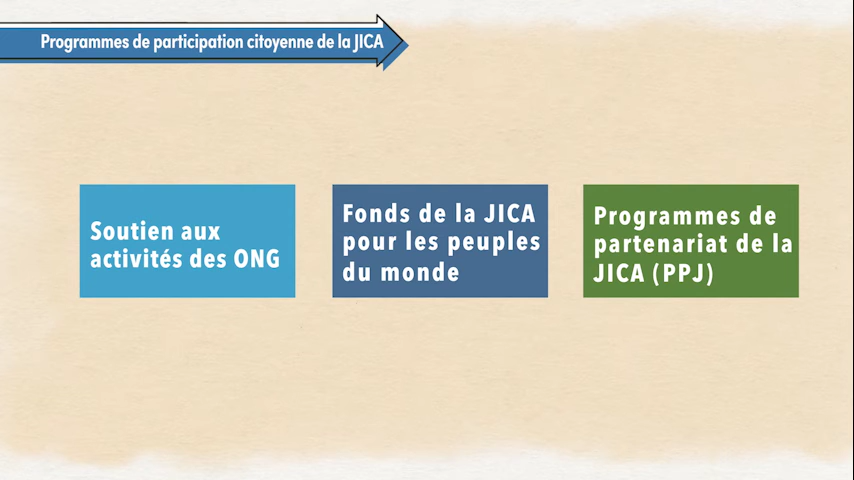 Programmes de participation citoyenne de la JICA
Soutien aux
activités des ONG
Fonds de la JICA
pour les peuples
du monde
Programmes de
partenariat de la
JICA (PPJ)